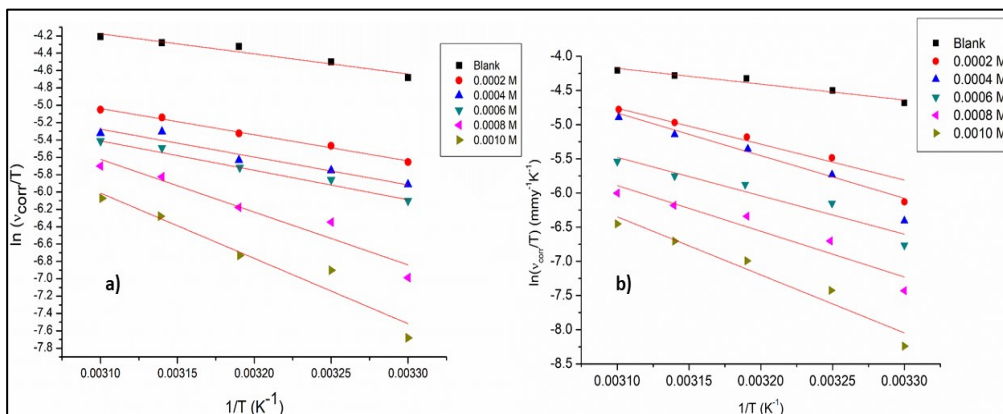 -4.2
-4.4
-4.6
-4.8
-5.0
-5.2
-5.4
-5.6
-5.8
-6.0
-6.2
-6.4
-6.6
-6.8
-7.0
-7.2
-7.4
-7.6
-7.8
ln (νcorr/T)
a)
Blank
0.0002 M
0.0004 M
0.0006 M
0.0008 M
0.0010 M
0.00310
0.00315
0.00320
0.00325
0.00330
1/T (K⁻¹)
-4.0
-4.5
-5.0
-5.5
-6.0
-6.5
-7.0
-7.5
-8.0
-8.5
ln(νcorr/T) (mmy⁻¹K⁻¹)
b)
Blank
0.0002 M
0.0004 M
0.0006 M
0.0008 M
0.0010 M
0.00310
0.00315
0.00320
0.00325
0.00330
1/T (K⁻¹)